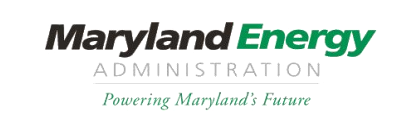 Maryland Energy
ADMINISTRATION
Powering Maryland's Future